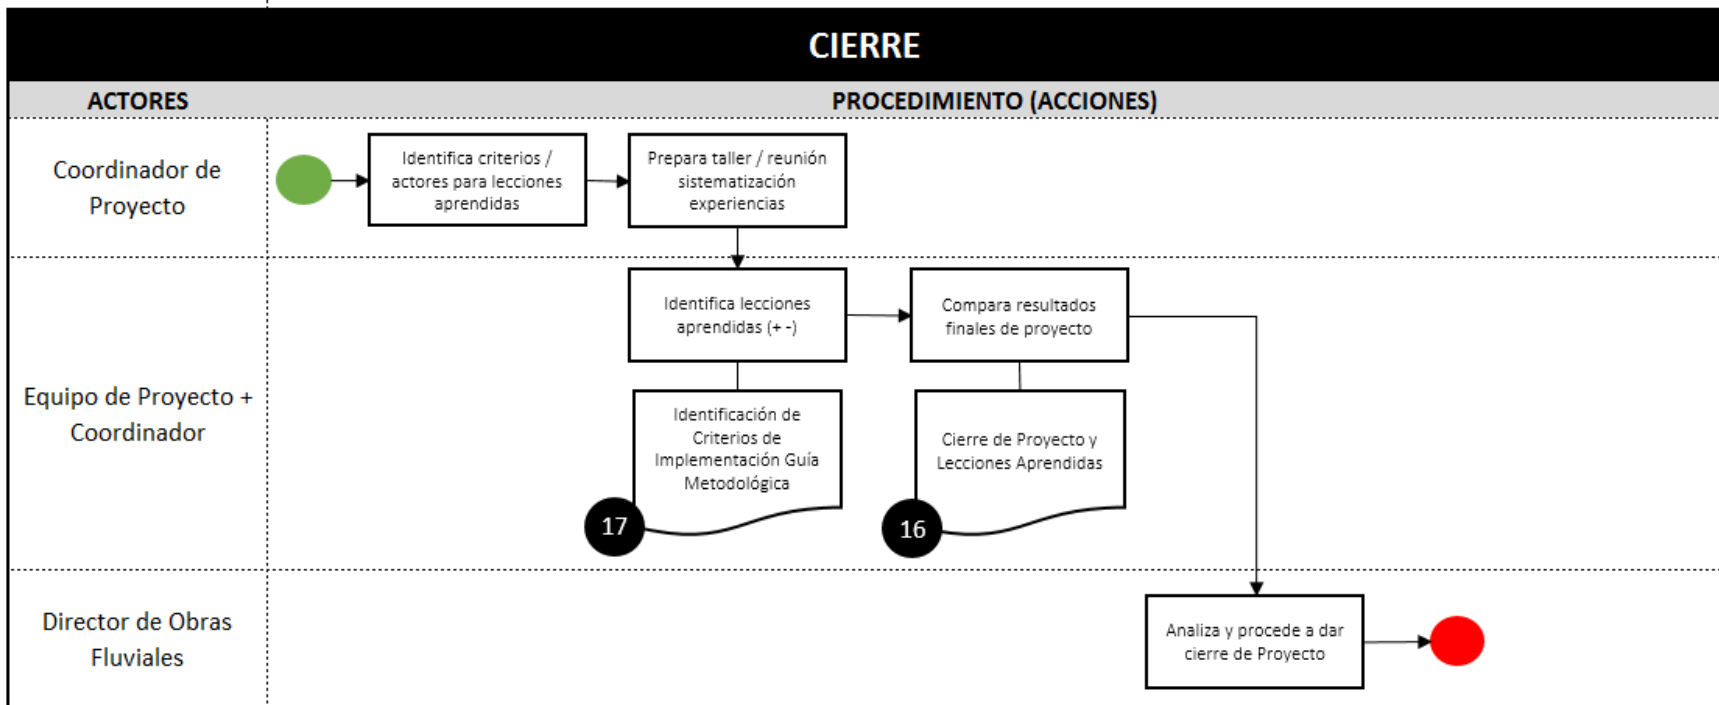 CIERRE
ACTORES
PROCEDIMIENTO (ACCIONES)
Coordinador de
Proyecto
Identifica criterios /
actores para lecciones
aprendidas
Prepara taller / reunión
sistematización
experiencias
Equipo de Proyecto +
Coordinador
Identifica lecciones
aprendidas (+ -)
Compara resultados
finales de proyecto
Identificación de
Criterios de
Implementación Guía
Metodológica
17
Cierre de Proyecto y
Lecciones Aprendidas
16
Director de Obras
Fluviales
Analiza y procede a dar
cierre de Proyecto